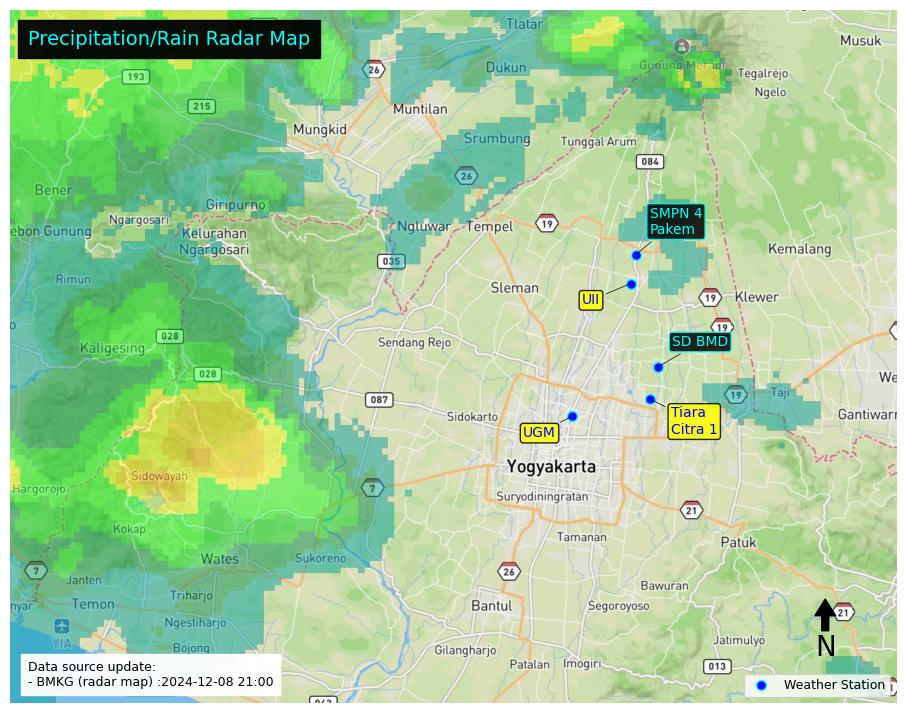 Precipitation/Rain Radar Map
Tlatar
Musuk
26
Dukun
Gunung Merapi
Tegalrejo
193
Ngelo
215
Muntilan
Mungkid
Srumbung
Tunggal Arum
084
26
Bener
Giripurno
SMPN 4
Pakem
Ngargosari
Ngluwar
Tempel
19
ebon Gunung
Kelurahan
Ngargosari
Kemalang
035
Rimun
Sleman
UII
19
Klewer
19
028
Sendang Rejo
SD BMD
Kaligesing
028
We
19
Taji
087
Sidokarto
Tiara
Citra 1
Gantiwarn
UGM
Yogyakarta
Sidowayah
Hargorojo
7
Suryodiningratan
21
Kokap
Tamanan
Patuk
Wates
Sukoreno
7
26
Janten
Bawuran
nyar
Temon
Triharjo
Bantul
Segoroyoso
21
Ngestiharjo
YIA
N
Jatimulyo
Bojong
Gilangharjo
Patalan
Imogiri
013
Data source update:
- BMKG (radar map) :2024-12-08 21:00
Weather Station